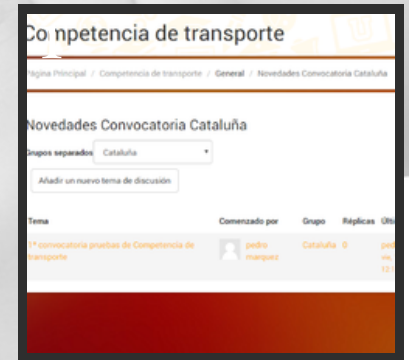 Competencia de transporte
Página Principal / Competencia de transporte / General / Novedades Convocatoria Cataluña
Novedades Convocatoria Cataluña
Grupos separados Cataluña
Añadir un nuevo tema de discusión
Tema Comenzado por Grupo Réplicas
1ª convocatoria pruebas de Competencia de pedro Cataluña 0
transporte marquez